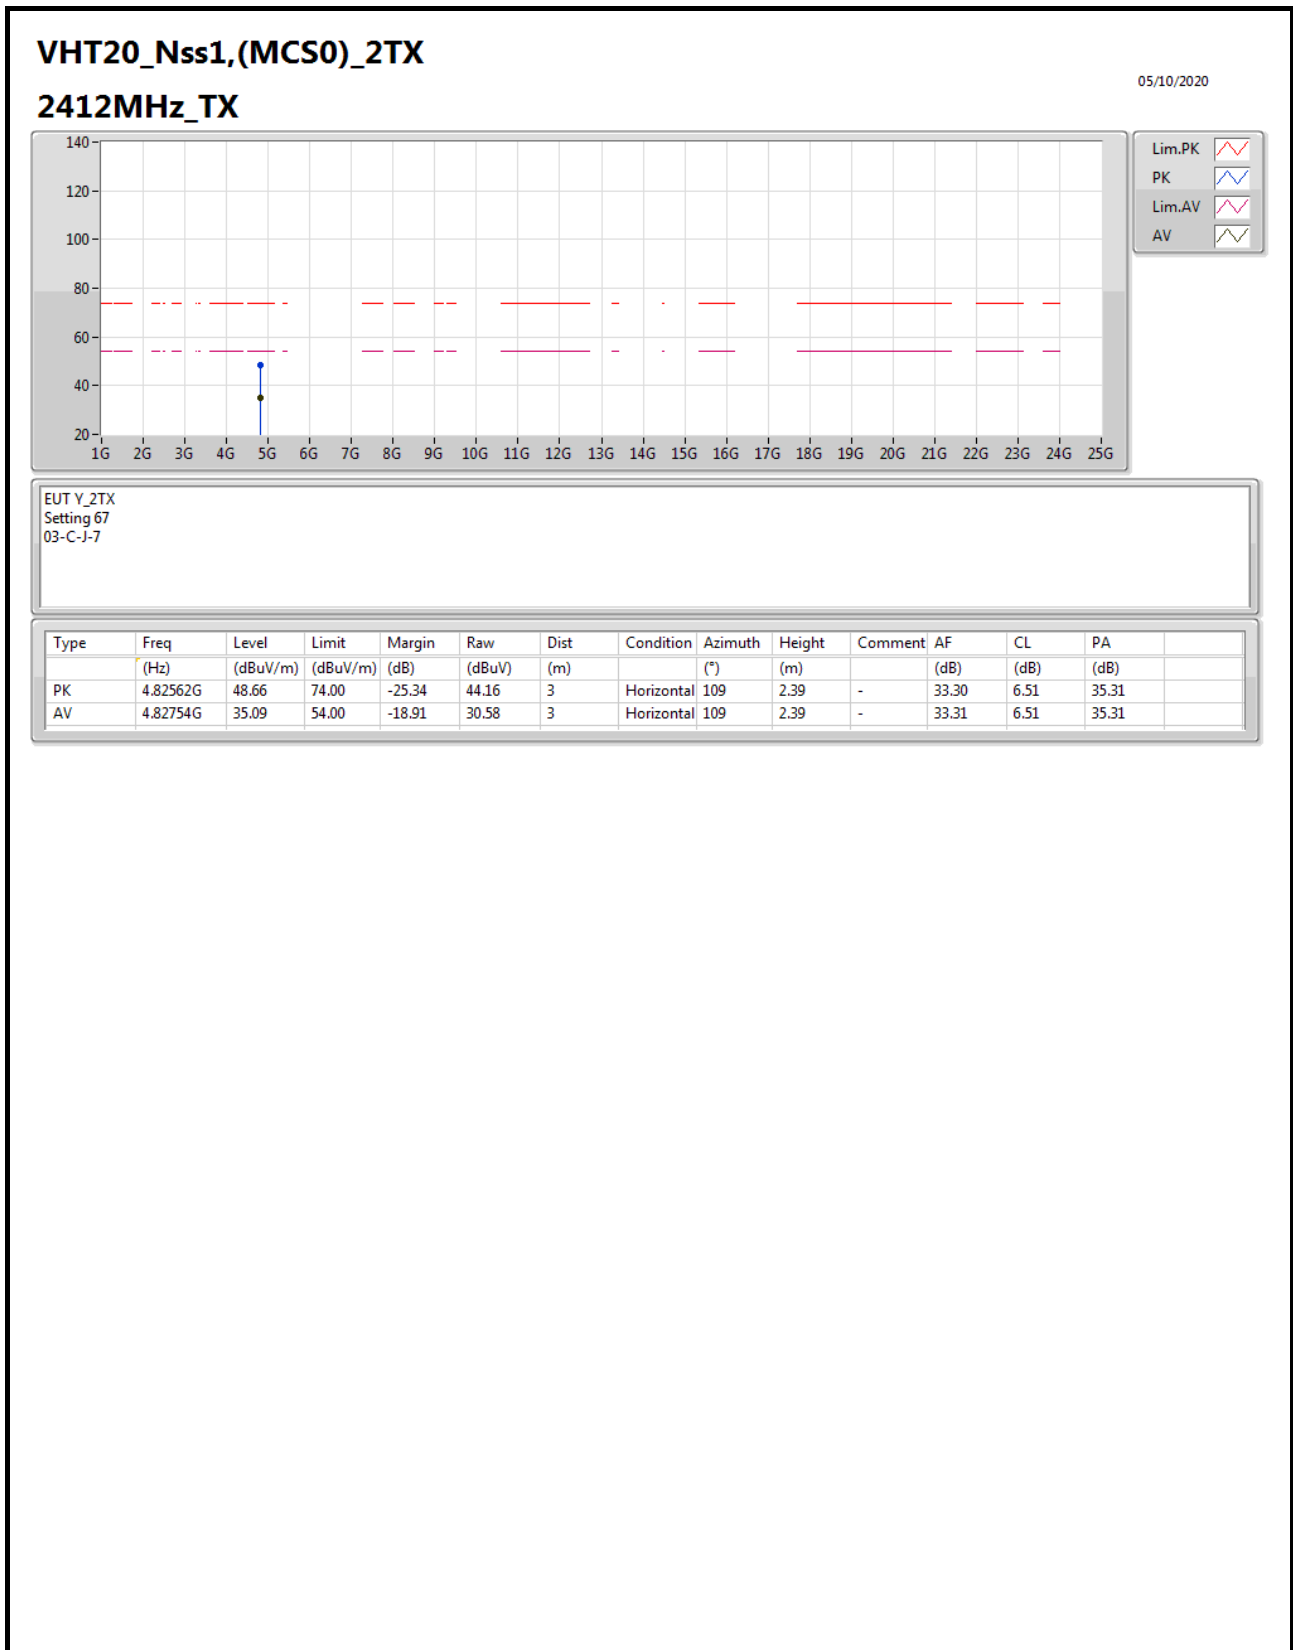 VHT20_Nss1,(MCS0)_2TX
05/10/2020
2412MHz_TX
140
120
100
80
60
40
20
1G 2G 3G 4G 5G 6G 7G 8G 9G 10G 11G 12G 13G 14G 15G 16G 17G 18G 19G 20G 21G 22G 23G 24G 25G
Lim.PK
PK
Lim.AV
AV
EUT Y_2TX
Setting 67
03-C-J-7
Type Freq Level Limit Margin Raw Dist Condition Azimuth Height Comment AF CL PA
(Hz) (dBuV/m) (dBuV/m) (dB) (dBuV) (m) (°) (m) (dB) (dB) (dB)
PK 4.82562G 48.66 74.00 -25.34 44.16 3 Horizontal 109 2.39 - 33.30 6.51 35.31
AV 4.82754G 35.09 54.00 -18.91 30.58 3 Horizontal 109 2.39 - 33.31 6.51 35.31